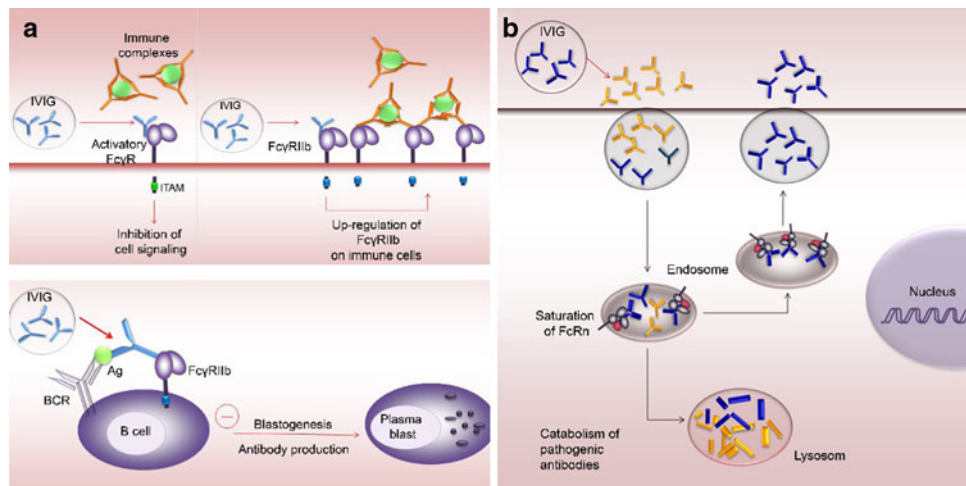 a
Immune
complexes
IVIG
Activatory
FcγR
ITAM
Inhibition of
cell signaling
IVIG
FcγRIIb
Up-regulation of
FcγRIIb
on immune cells
IVIG
Ag
BCR
FcγRIIb
B cell
Blastogenesis
Antibody production
Plasma
blast
b
IVIG
Endosome
Saturation
of FcRn
Nucleus
Catabolism of
pathogenic
antibodies
Lysosom